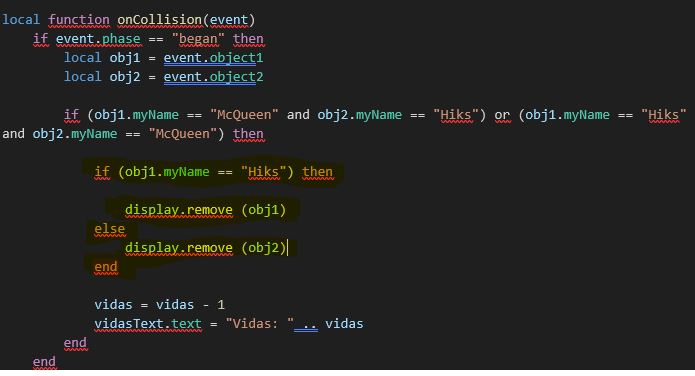 local function onCollision(event)
    if event.phase == "began" then
        local obj1 = event.object1
        local obj2 = event.object2

        if (obj1.myName == "McQueen" and obj2.myName == "Hiks") or (obj1.myName == "Hiks"
and obj2.myName == "McQueen") then

            if (obj1.myName == "Hiks") then

                display.remove (obj1)
            else
                display.remove (obj2)
            end

            vidas = vidas - 1
            vidasText.text = "Vidas: " .. vidas
        end
    end